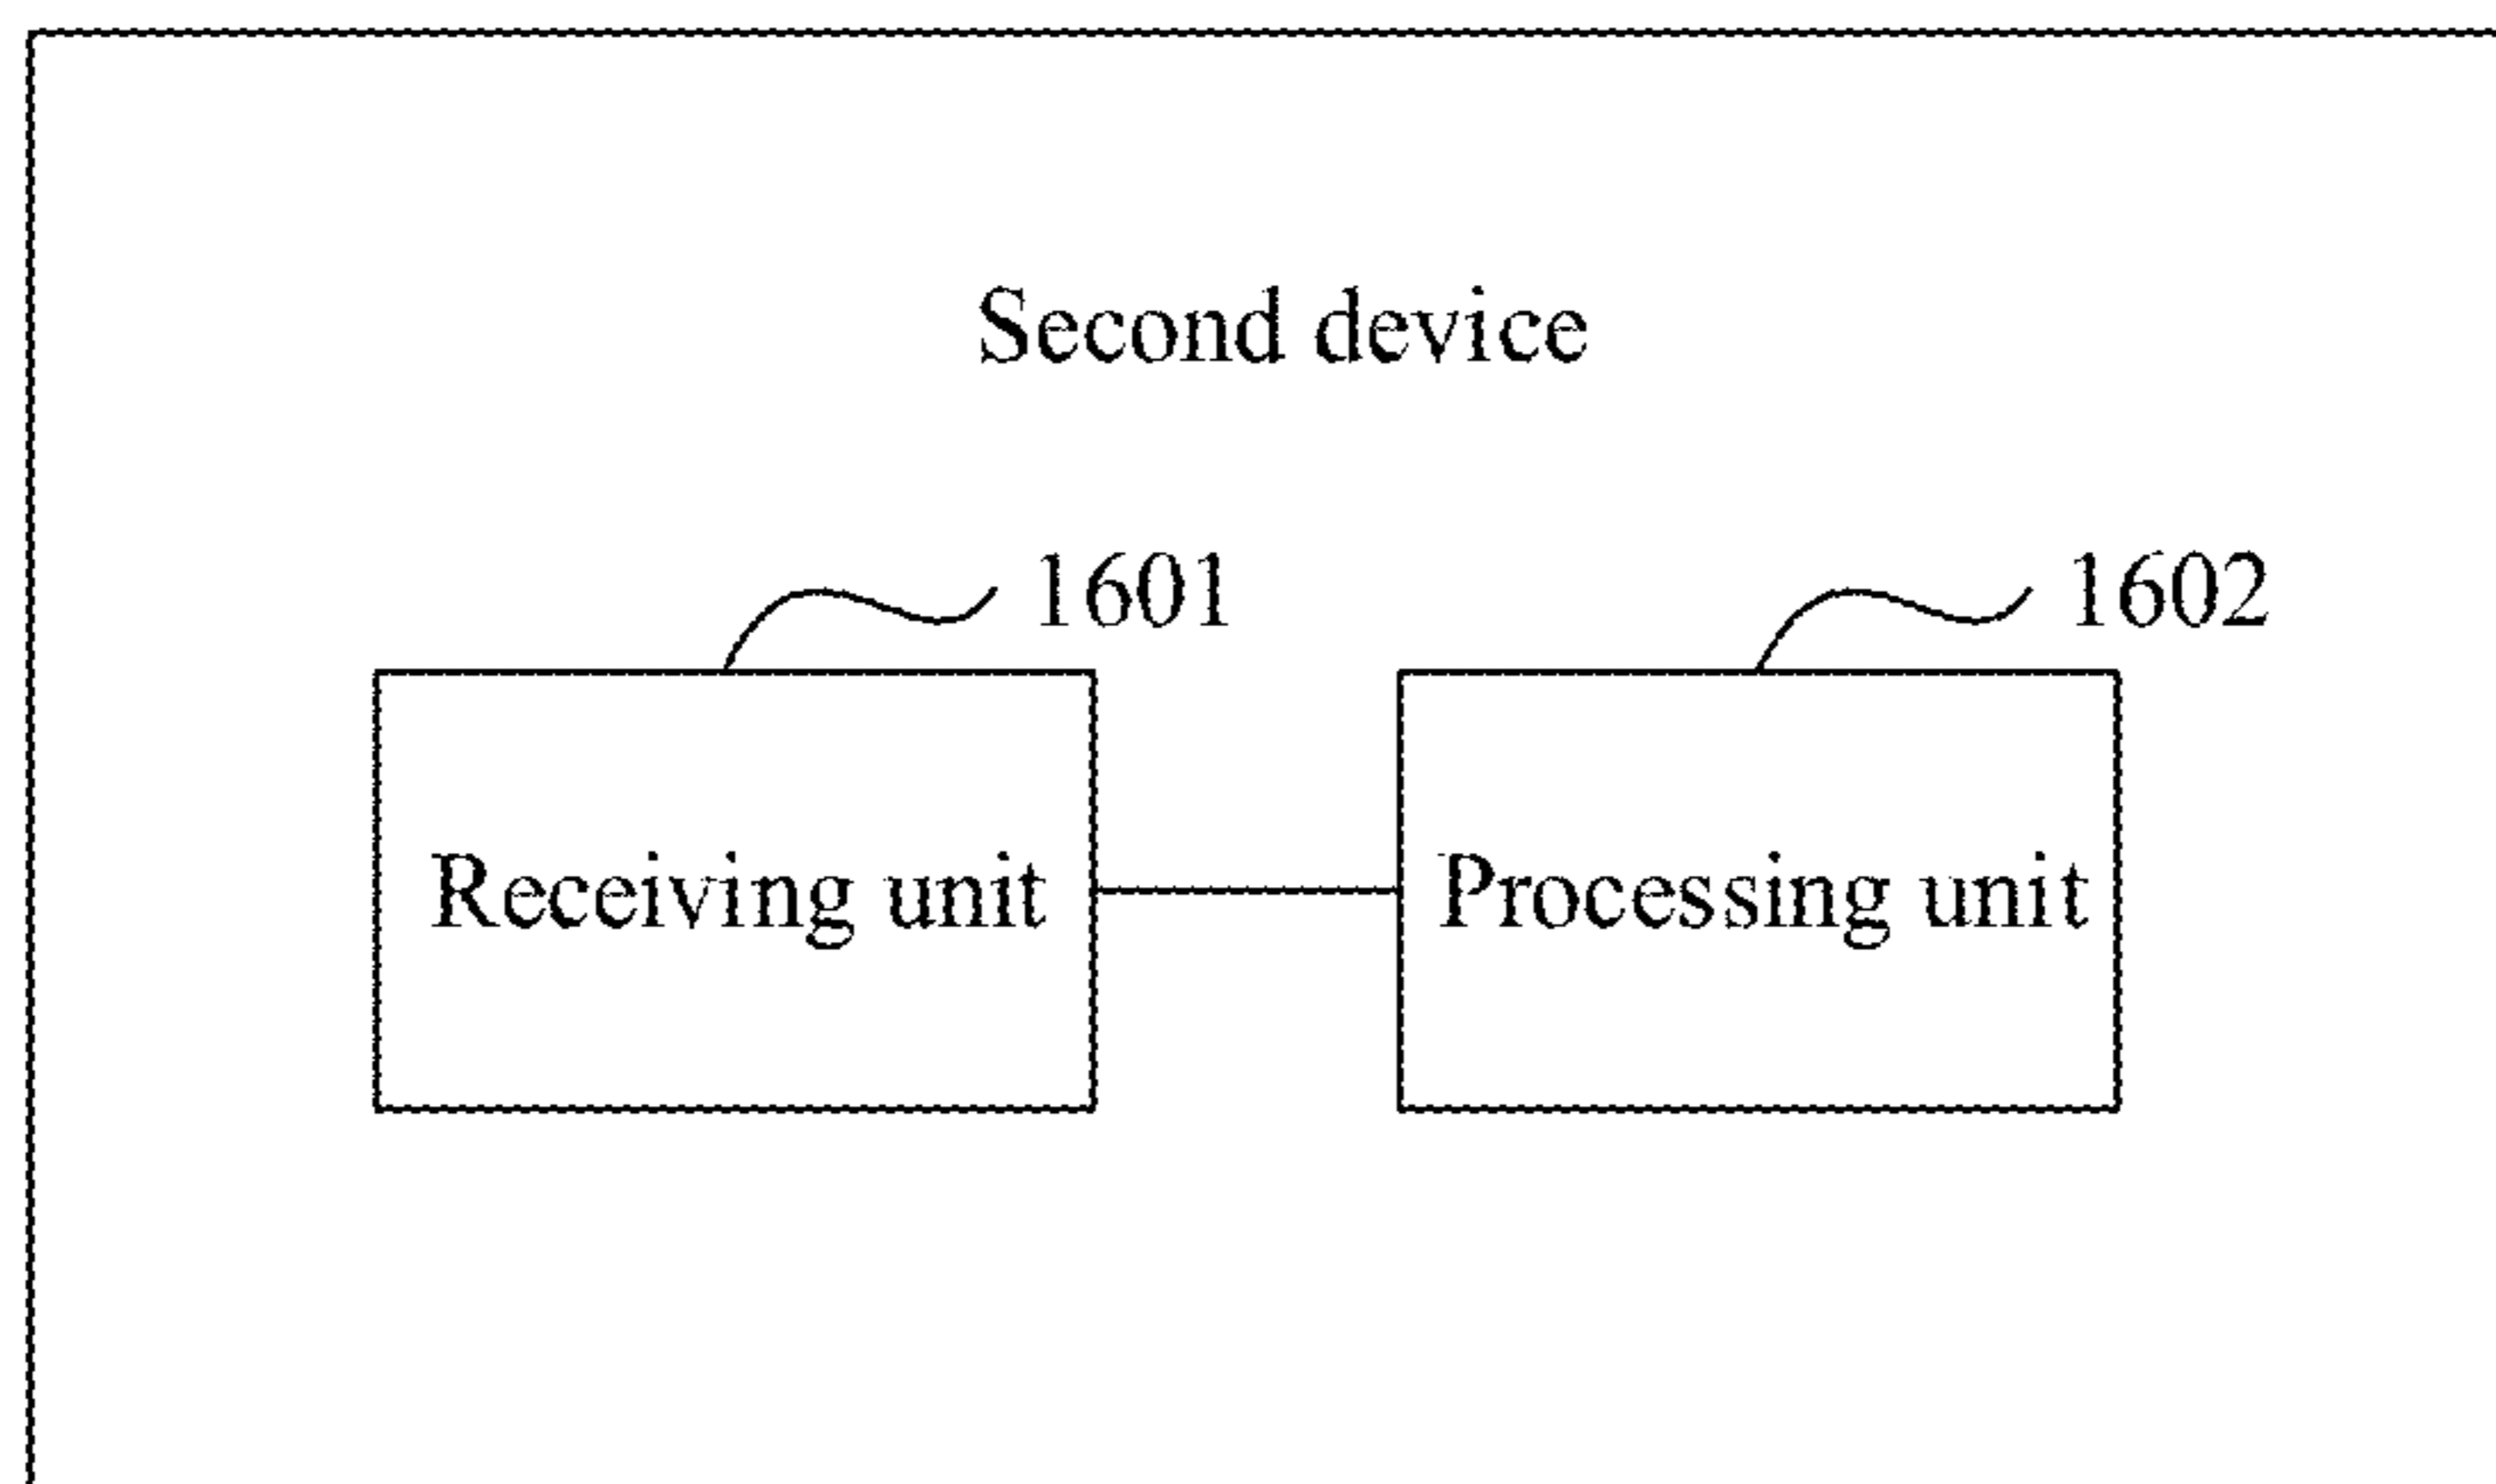 Second device
1601
1602
Receiving unit
Processing unit